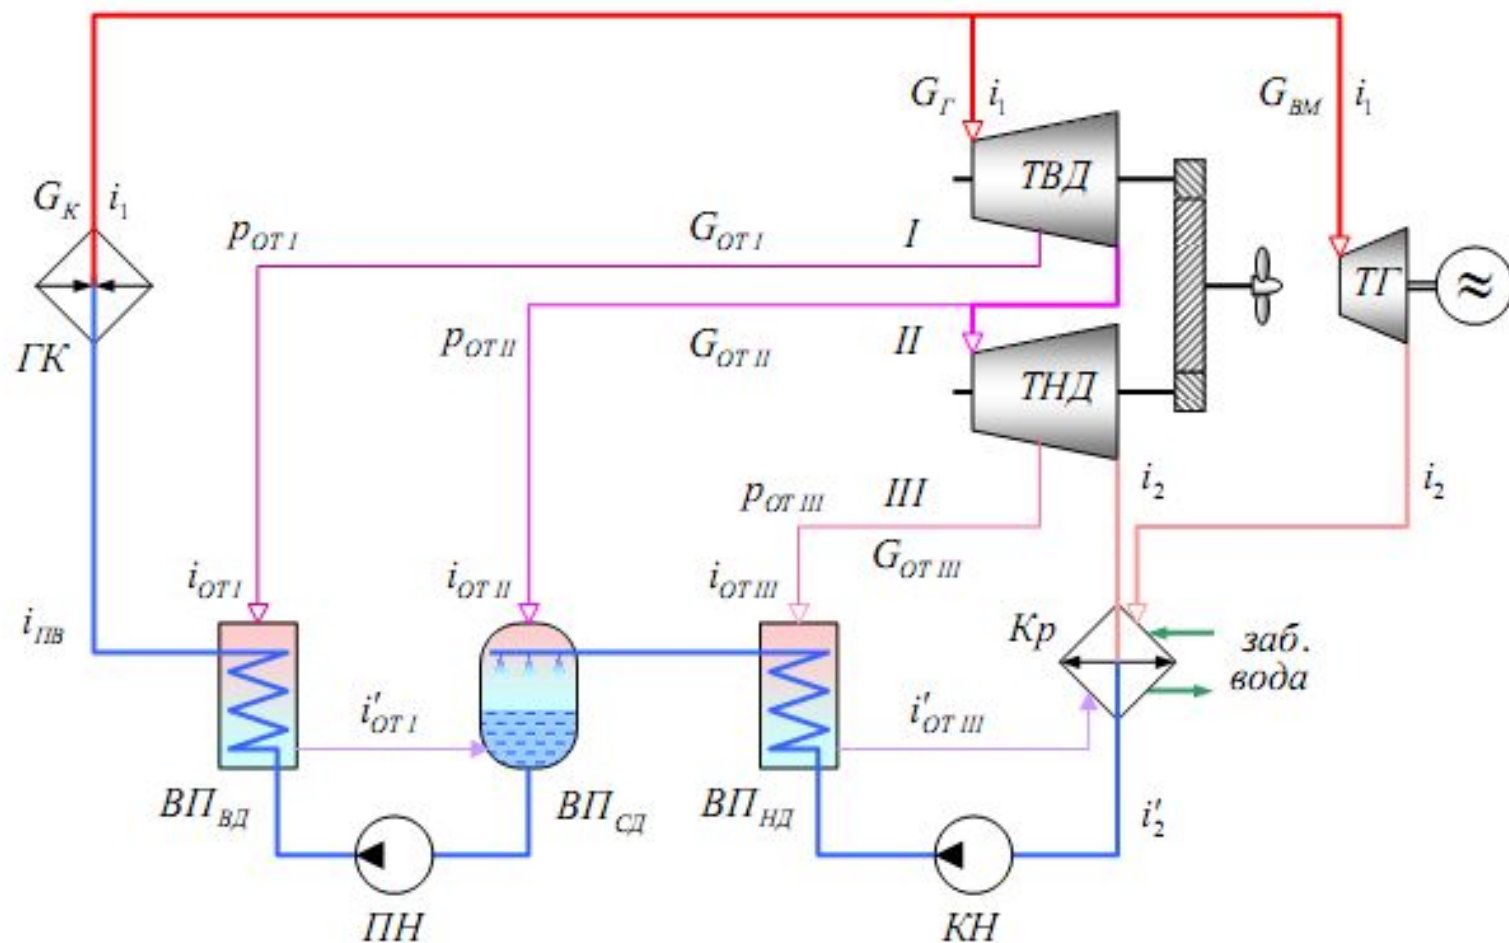 G_Г i₁ G_ВМ i₁
ТВД
G_К i₁
p_ОТ I G_ОТ I I
ТГ ≈
ГК
p_ОТ II G_ОТ II II
ТНД
i₂ i₂
p_ОТ III III
G_ОТ III
i_ОТ I i_ОТ II i_ОТ III
i_ПВ
Кр
заб.
вода
i'_ОТ I i'_ОТ III
ВП_ВД ВП_СД ВП_НД i'₂
ПН КН